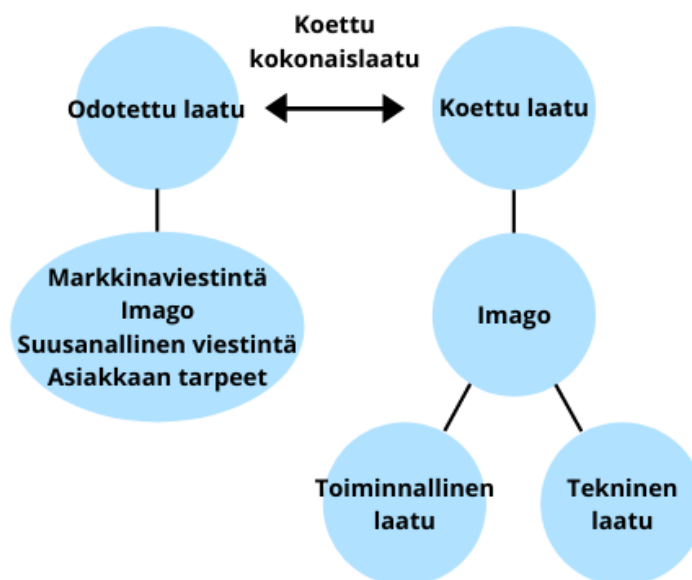 Koettu
kokonaislaatu
Odotettu laatu
Koettu laatu
Markkinaviestintä
Imago
Suusanallinen viestintä
Asiakkaan tarpeet
Imago
Toiminnallinen
laatu
Tekninen
laatu